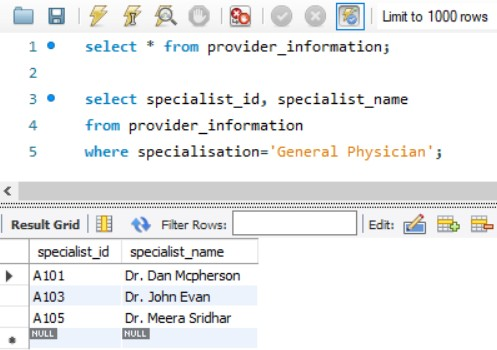 Limit to 1000 rows
1 select * from provider_information;
2
3 select specialist_id, specialist_name
4 from provider_information
5 where specialisation='General Physician';
Result Grid Filter Rows: Edit:
specialist_id specialist_name
A101 Dr. Dan Mcpherson
A103 Dr. John Evan
A105 Dr. Meera Sridhar
NULL NULL